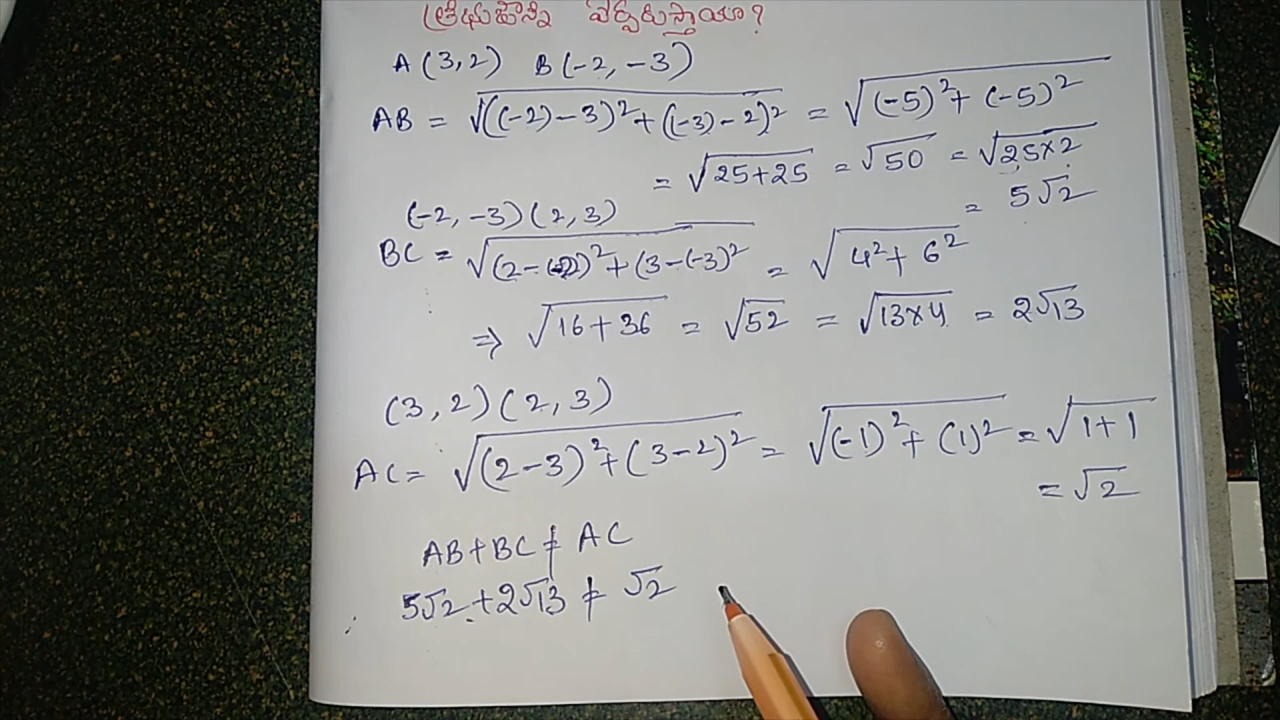 త్రిభుజాన్ని ఏర్పరుస్తాయా?
A (3,2) B (-2, -3)
AB = √((-2)-3)² + ((-3)-2)² = √(-5)² + (-5)²
= √25+25 = √50 = √25×2
= 5√2
(-2, -3) (2, 3)
BC = √(2-(-2))² + (3-(-3)² = √4² + 6²
⇒ √16+36 = √52 = √13×4 = 2√13
(3, 2) (2, 3)
AC = √(2-3)² + (3-2)² = √(-1)² + (1)² = √1+1
= √2
AB+BC ≠ AC
5√2 + 2√13 ≠ √2